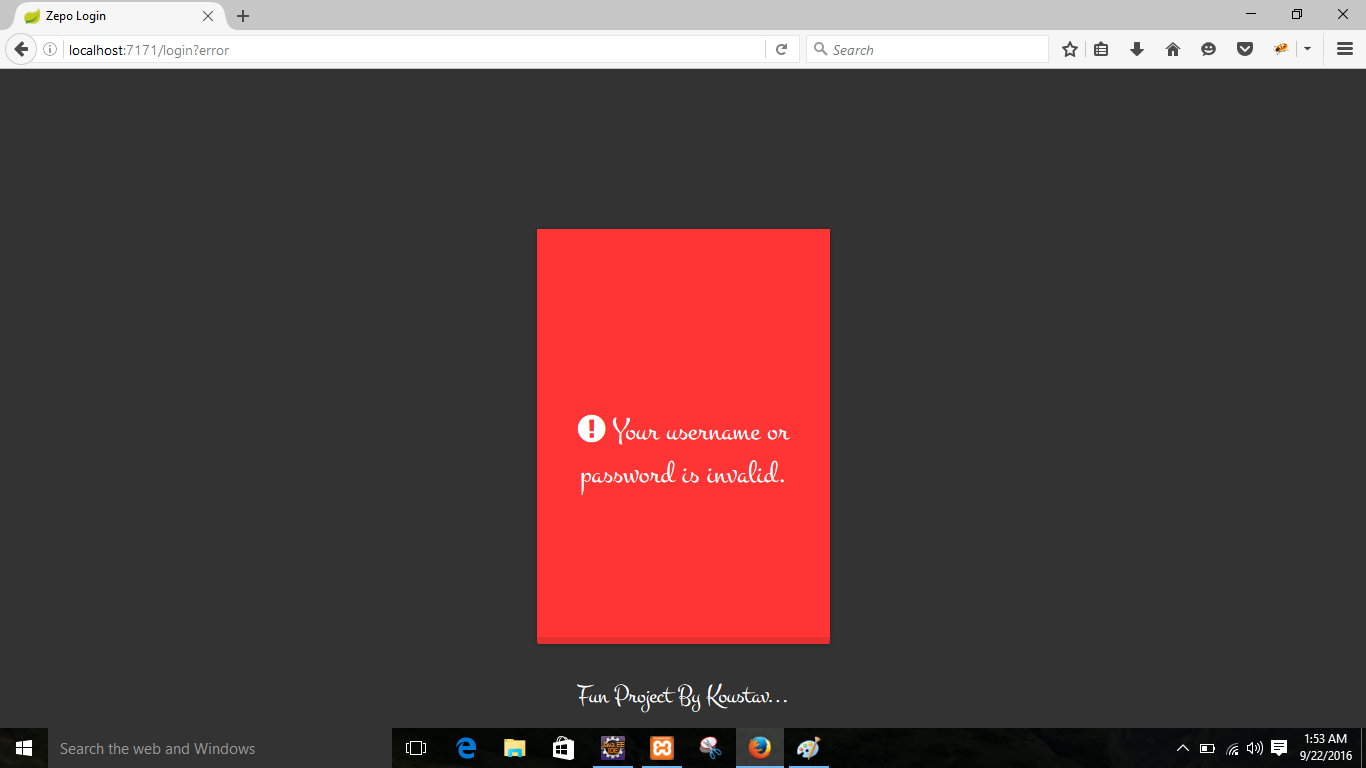 Zepo Login
localhost:7171/login?error
Search
Your username or
password is invalid.
Fun Project By Koustav...
Search the web and Windows
1:53 AM
9/22/2016